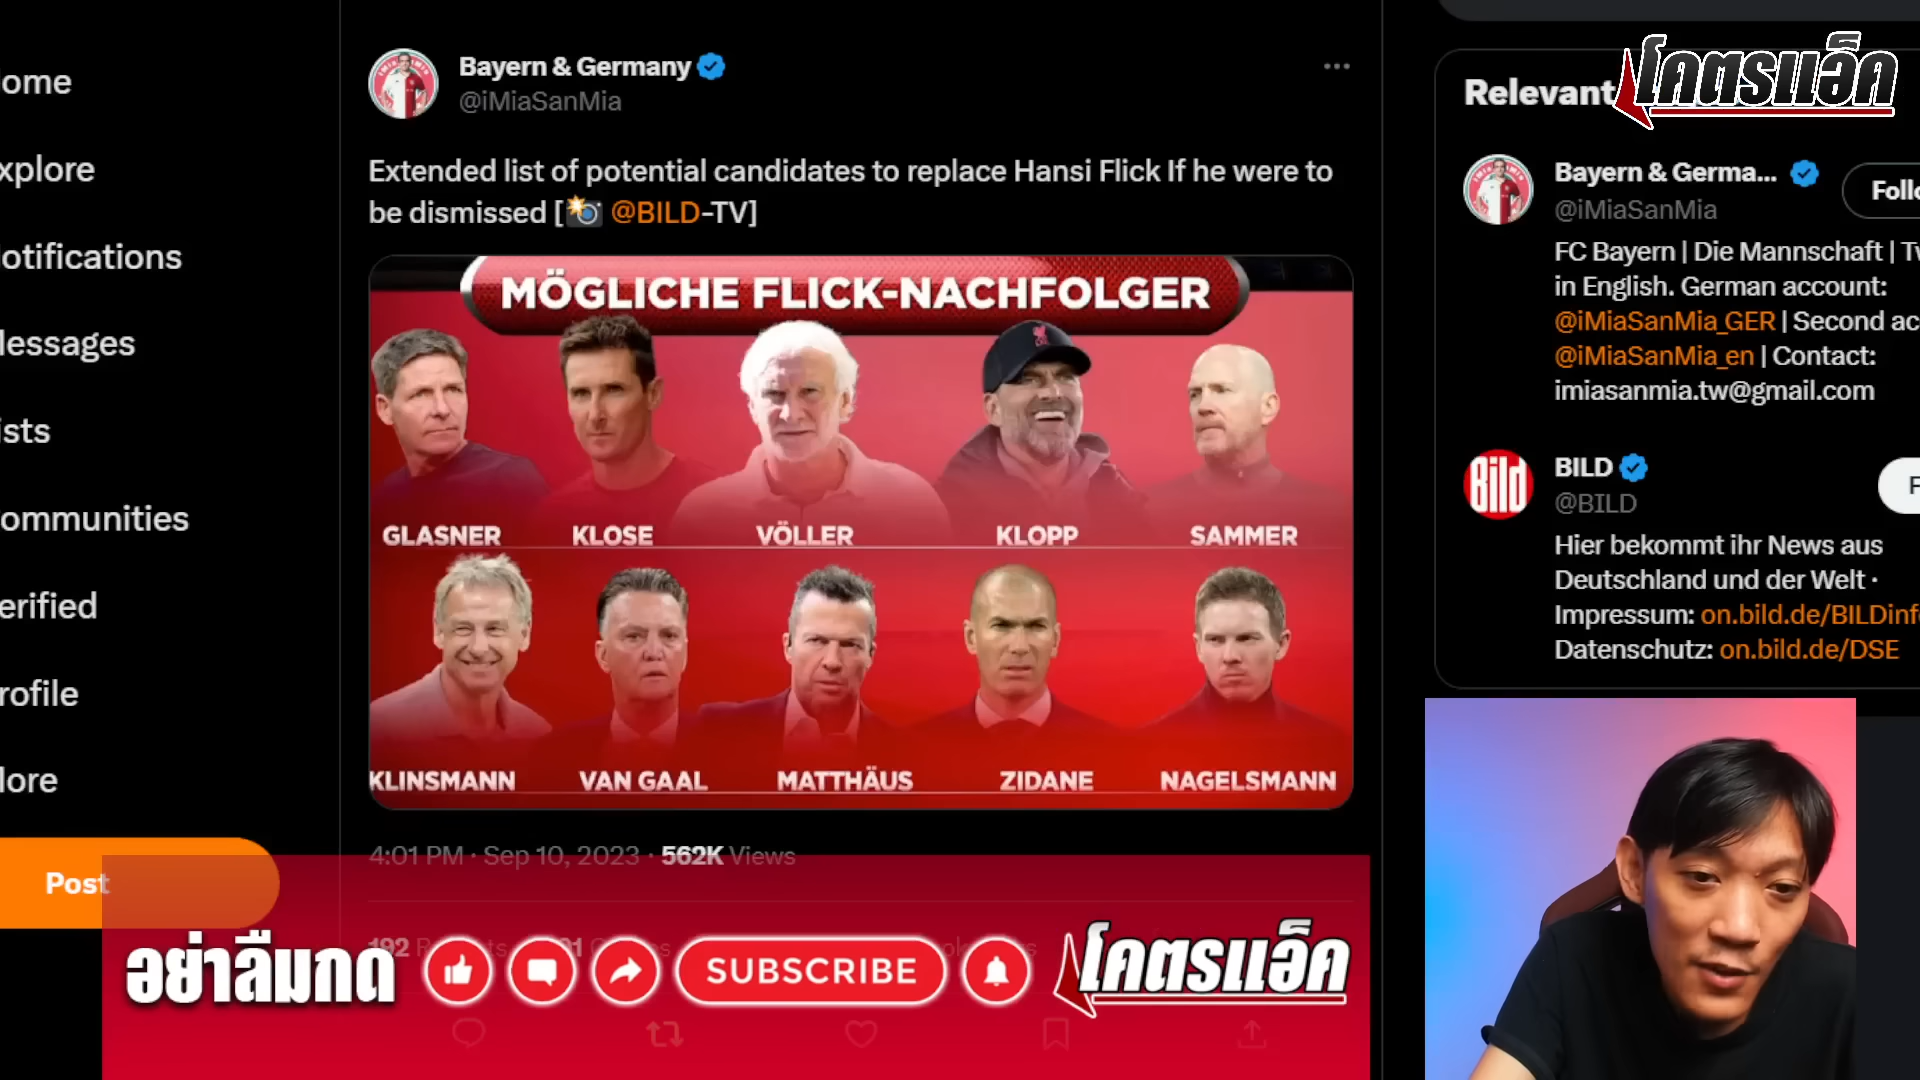 ome
xplore
otifications
lessages
ists
ommunities
erified
rofile
lore
Post
Bayern & Germany
@iMiaSanMia
Extended list of potential candidates to replace Hansi Flick If he were to
be dismissed [📸 @BILD-TV]
MÖGLICHE FLICK-NACHFOLGER
GLASNER KLOSE VÖLLER KLOPP SAMMER
KLINSMANN VAN GAAL MATTHÄUS ZIDANE NAGELSMANN
4:01 PM · Sep 10, 2023 · 562K Views
192
อย่าลืมกด
SUBSCRIBE
โคตรแอ็ค
Relevant
โคตรแอ็ค
Bayern & Germa...
@iMiaSanMia
Follo
FC Bayern | Die Mannschaft | Tw
in English. German account:
@iMiaSanMia_GER | Second ac
@iMiaSanMia_en | Contact:
imiasanmia.tw@gmail.com
Bild
BILD
@BILD
F
Hier bekommt ihr News aus
Deutschland und der Welt ·
Impressum: on.bild.de/BILDinf
Datenschutz: on.bild.de/DSE